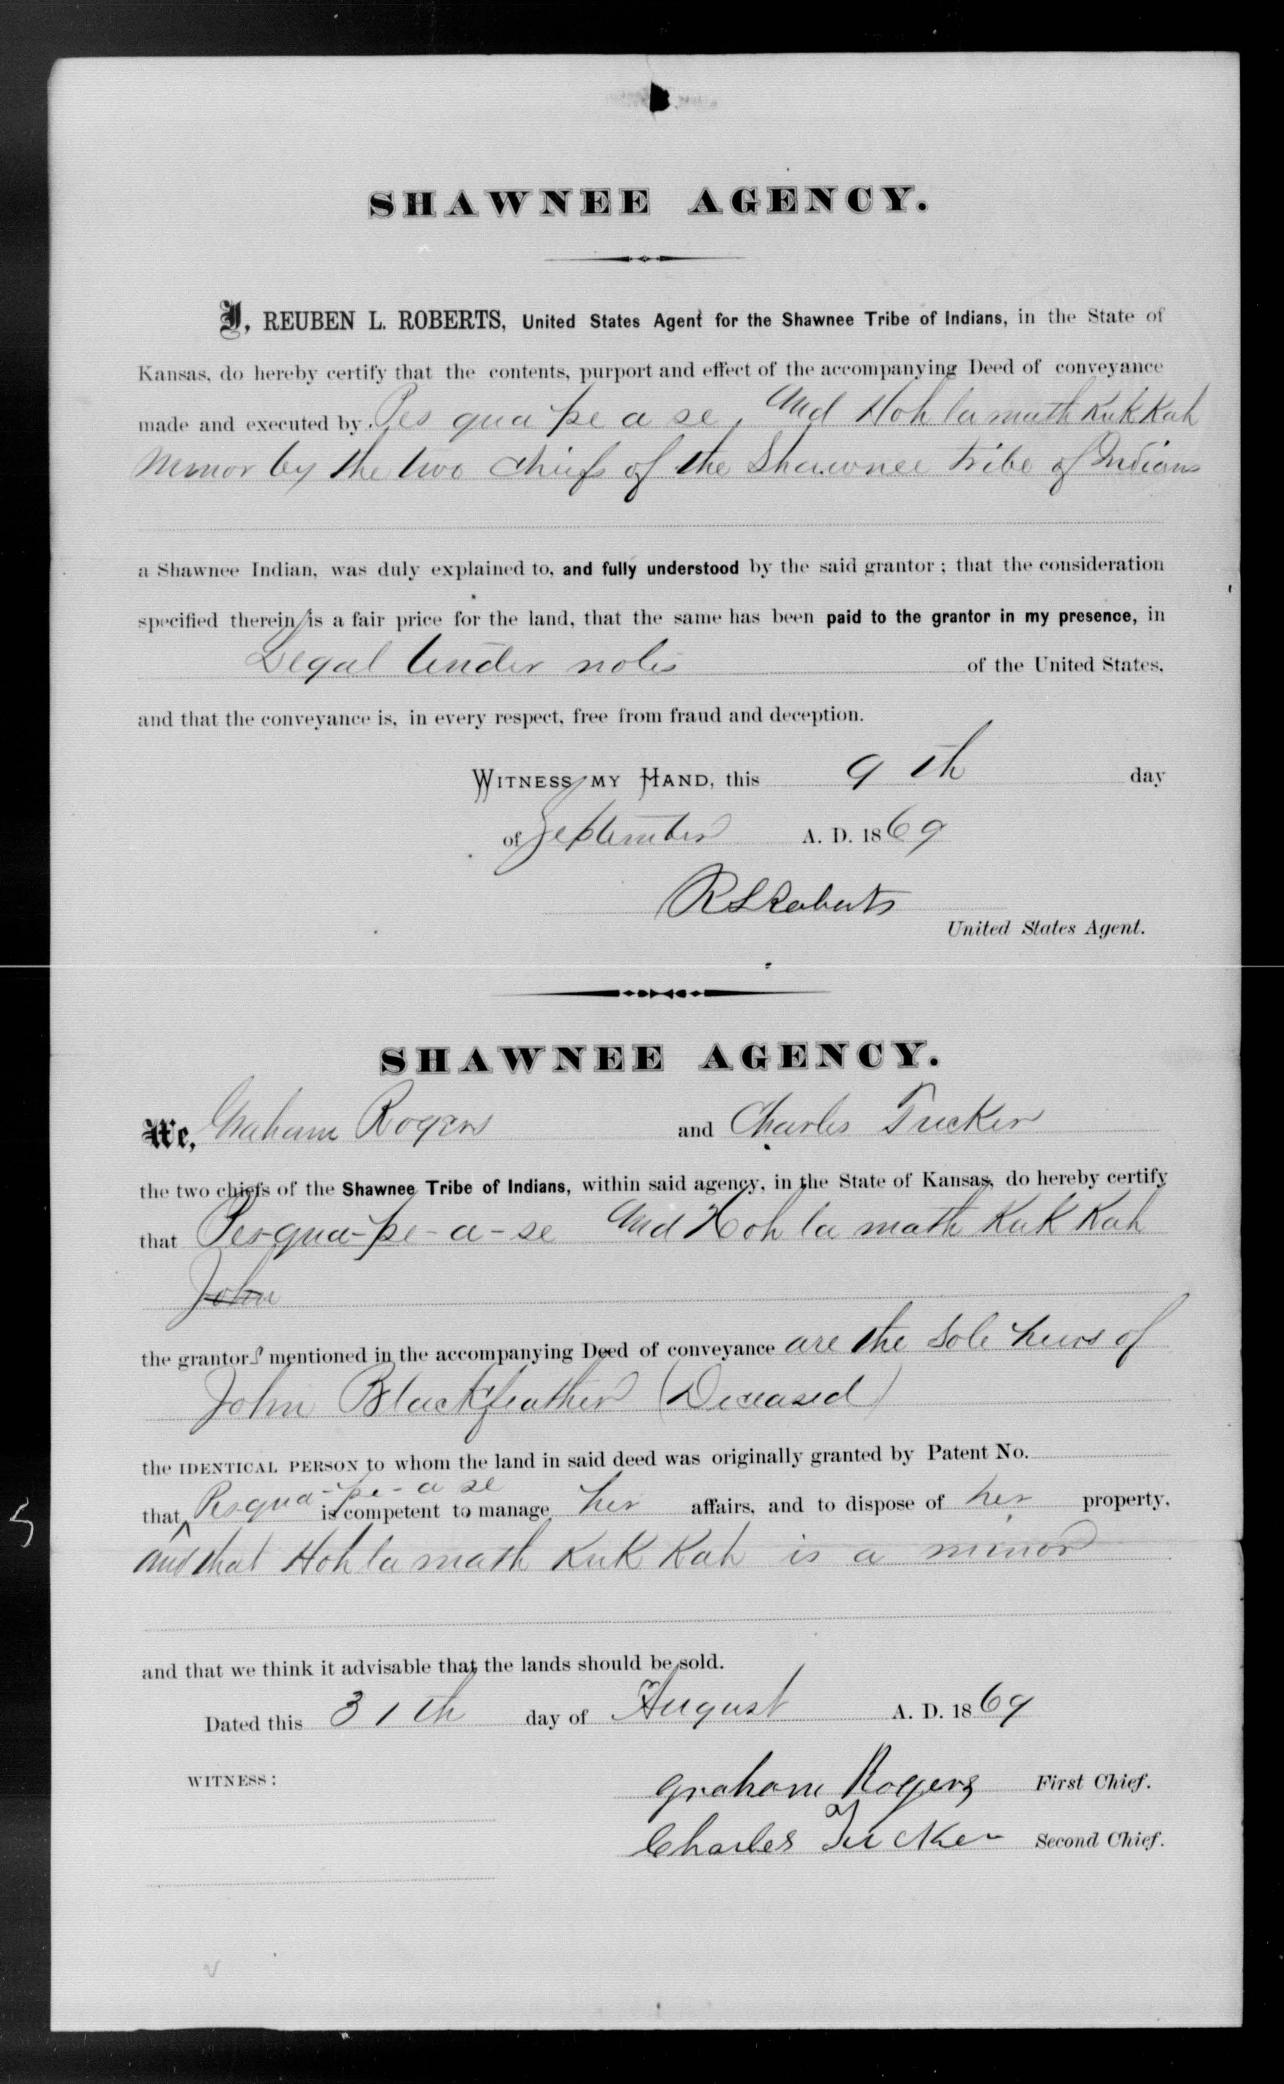 SHAWNEE AGENCY.
I, REUBEN L. ROBERTS, United States Agent for the Shawnee Tribe of Indians, in the State of
Kansas, do hereby certify that the contents, purport and effect of the accompanying Deed of conveyance
made and executed by Pes qua pe a se, and Hoh la math Kuk Kah
Minor by the two chiefs of the Shawnee tribe of Indians
a Shawnee Indian, was duly explained to, and fully understood by the said grantor; that the consideration
specified therein is a fair price for the land, that the same has been paid to the grantor in my presence, in
Legal tender notes of the United States,
and that the conveyance is, in every respect, free from fraud and deception.
WITNESS MY HAND, this 9th day
of September A. D. 1869
R L Roberts
United States Agent.
SHAWNEE AGENCY.
We, Graham Rogers and Charles Tucker
the two chiefs of the Shawnee Tribe of Indians, within said agency, in the State of Kansas, do hereby certify
that Pes-qua-pe-a-se and Hoh la math Kuk Kah
John
the grantors mentioned in the accompanying Deed of conveyance are the sole heirs of
John Blackfeather (Deceased)
the IDENTICAL PERSON to whom the land in said deed was originally granted by Patent No.
that Pesqua-pe-a se is competent to manage her affairs, and to dispose of her property,
and that Hoh la math Kuk Kah is a minor
and that we think it advisable that the lands should be sold.
Dated this 31th day of August A. D. 1869
WITNESS:
Graham Rogers First Chief.
Charles Tucker Second Chief.
5